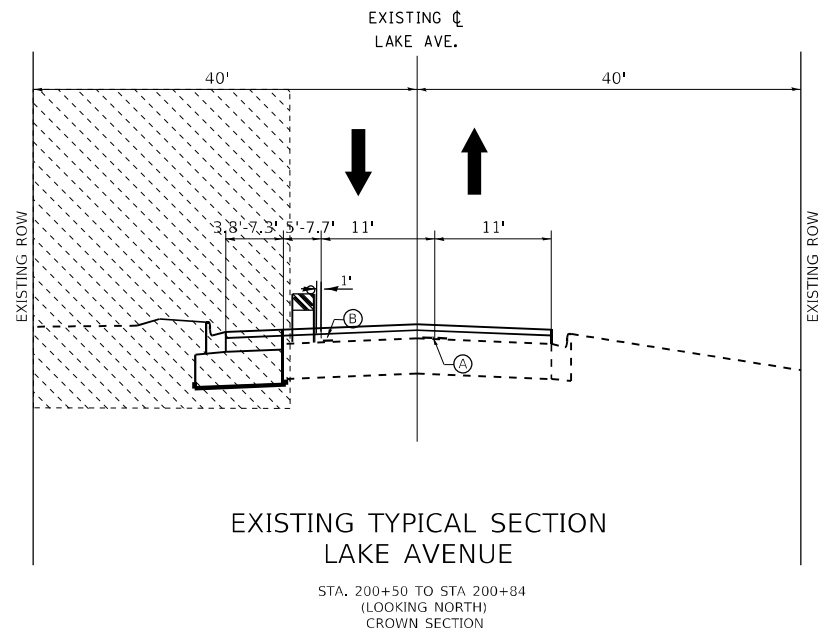 EXISTING ℄
LAKE AVE.
40'
40'
EXISTING ROW
EXISTING ROW
3.8'-7.3'
5'-7.7'
11'
11'
1'
B
A
EXISTING TYPICAL SECTION
LAKE AVENUE
STA. 200+50 TO STA 200+84
(LOOKING NORTH)
CROWN SECTION